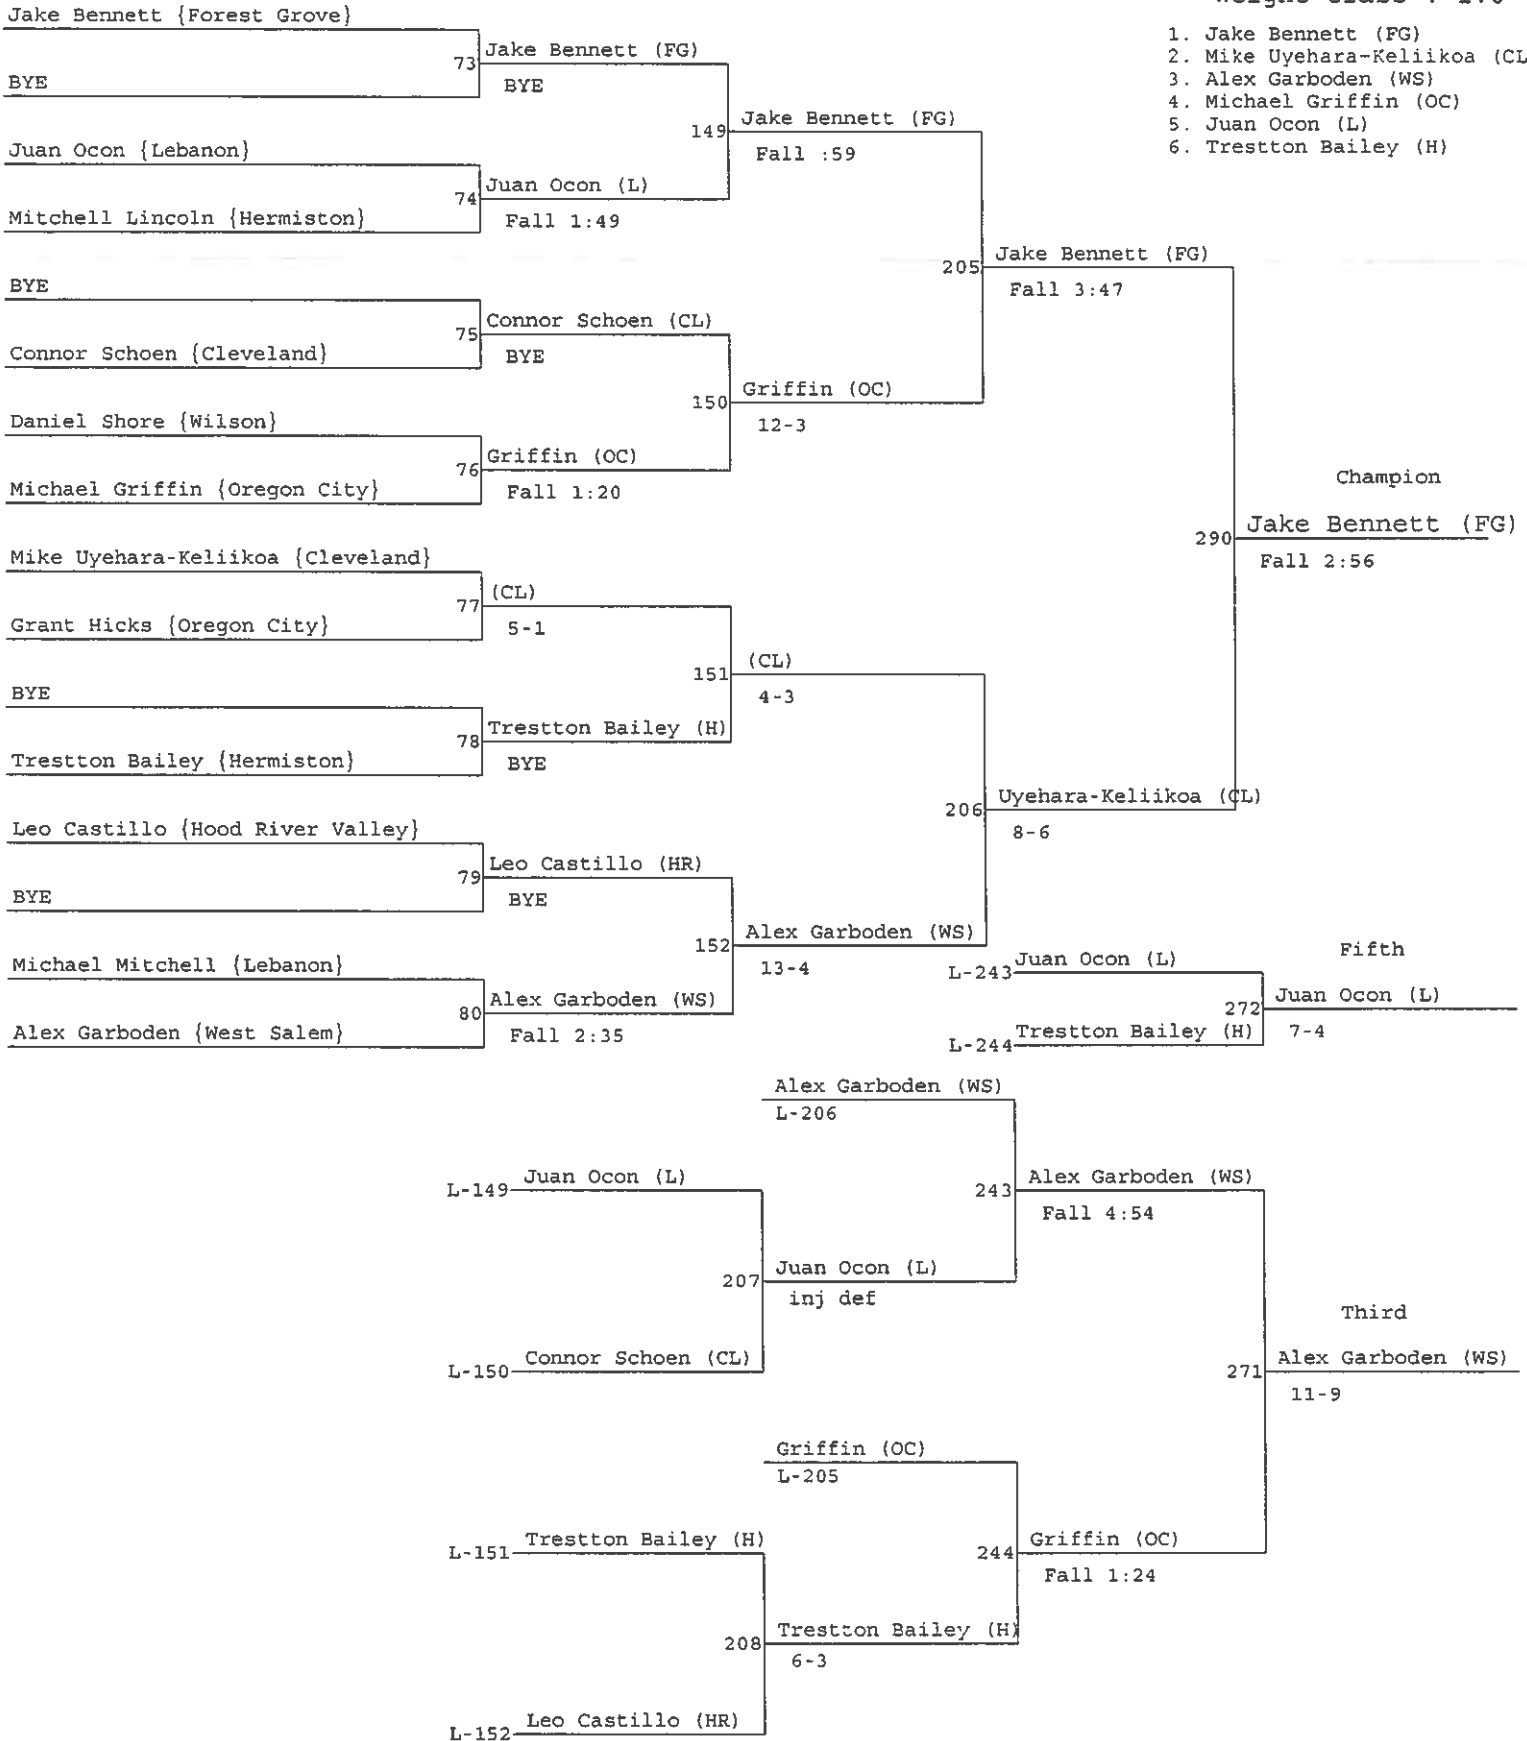 Jake Bennett {Forest Grove}
73
Jake Bennett (FG)
BYE
BYE
149
Jake Bennett (FG)
Fall :59
Juan Ocon {Lebanon}
74
Juan Ocon (L)
Fall 1:49
Mitchell Lincoln {Hermiston}
205
Jake Bennett (FG)
Fall 3:47
BYE
75
Connor Schoen (CL)
BYE
Connor Schoen {Cleveland}
150
Griffin (OC)
12-3
Daniel Shore {Wilson}
76
Griffin (OC)
Fall 1:20
Michael Griffin {Oregon City}
1. Jake Bennett (FG)
2. Mike Uyehara-Keliikoa (CL
3. Alex Garboden (WS)
4. Michael Griffin (OC)
5. Juan Ocon (L)
6. Trestton Bailey (H)
Champion
290
Jake Bennett (FG)
Fall 2:56
Mike Uyehara-Keliikoa {Cleveland}
77
(CL)
5-1
Grant Hicks {Oregon City}
151
(CL)
4-3
BYE
78
Trestton Bailey (H)
BYE
Trestton Bailey {Hermiston}
206
Uyehara-Keliikoa (CL)
8-6
Leo Castillo {Hood River Valley}
79
Leo Castillo (HR)
BYE
BYE
152
Alex Garboden (WS)
13-4
Michael Mitchell {Lebanon}
80
Alex Garboden (WS)
Fall 2:35
Alex Garboden {West Salem}
Fifth
L-243 Juan Ocon (L)
272
Juan Ocon (L)
7-4
L-244 Trestton Bailey (H)
Alex Garboden (WS)
L-206
L-149 Juan Ocon (L)
243
Alex Garboden (WS)
Fall 4:54
207
Juan Ocon (L)
inj def
L-150 Connor Schoen (CL)
Third
271
Alex Garboden (WS)
11-9
Griffin (OC)
L-205
L-151 Trestton Bailey (H)
244
Griffin (OC)
Fall 1:24
208
Trestton Bailey (H)
6-3
L-152 Leo Castillo (HR)